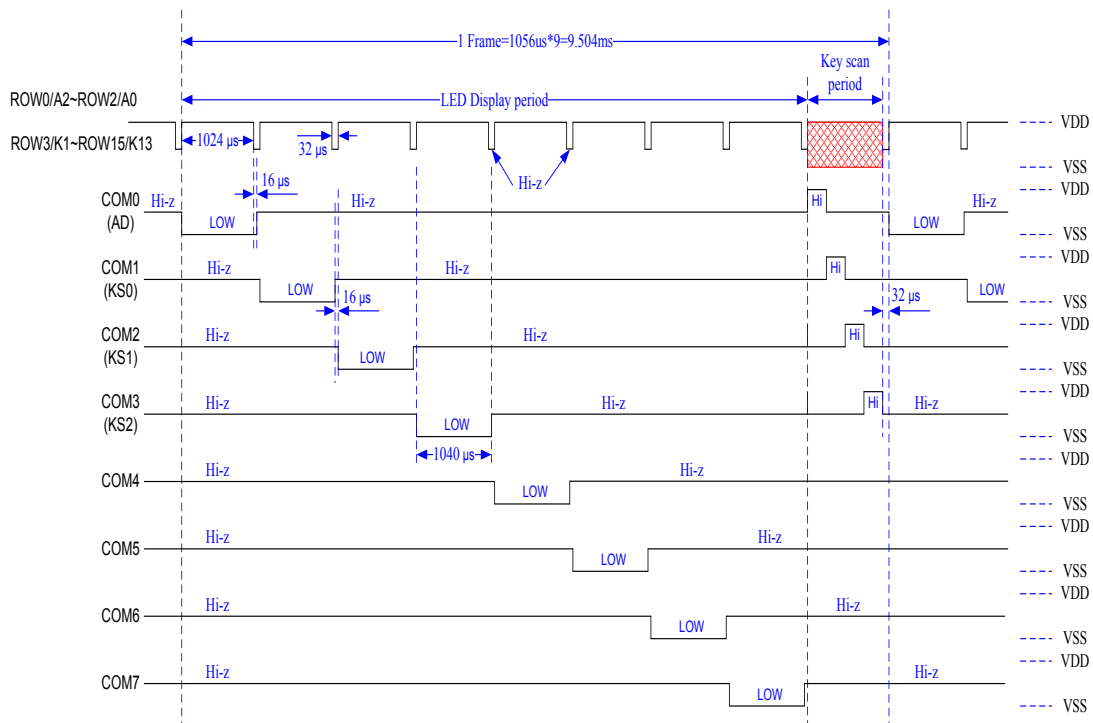 1 Frame=1056us*9=9.504ms
Key scan
period
ROW0/A2~ROW2/A0
LED Display period
VDD
ROW3/K1~ROW15/K13
1024 µs
32 µs
VSS
Hi-z
16 µs
VDD
COM0
(AD)
Hi-z
LOW
Hi-z
Hi
LOW
Hi-z
VSS
VDD
COM1
(KS0)
Hi-z
LOW
Hi-z
Hi
32 µs
LOW
16 µs
VSS
VDD
COM2
(KS1)
Hi-z
LOW
Hi-z
Hi
VSS
VDD
COM3
(KS2)
Hi-z
LOW
Hi-z
Hi
Hi-z
VSS
1040 µs
VDD
COM4
Hi-z
LOW
Hi-z
VSS
VDD
COM5
Hi-z
LOW
Hi-z
VSS
VDD
COM6
Hi-z
LOW
Hi-z
VSS
VDD
COM7
Hi-z
LOW
Hi-z
VSS